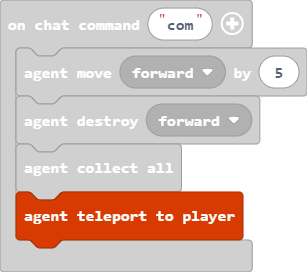 on chat command "com"
agent move forward by 5
agent destroy forward
agent collect all
agent teleport to player